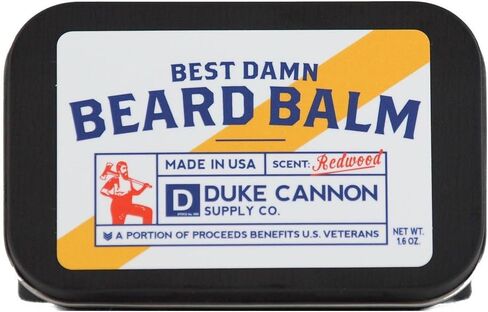 BEST DAMN
BEARD BALM
MADE IN USA
SCENT: Redwood
D DUKE CANNON
SUPPLY CO.
A PORTION OF PROCEEDS BENEFITS U.S. VETERANS
NET WT.
1.6 OZ.